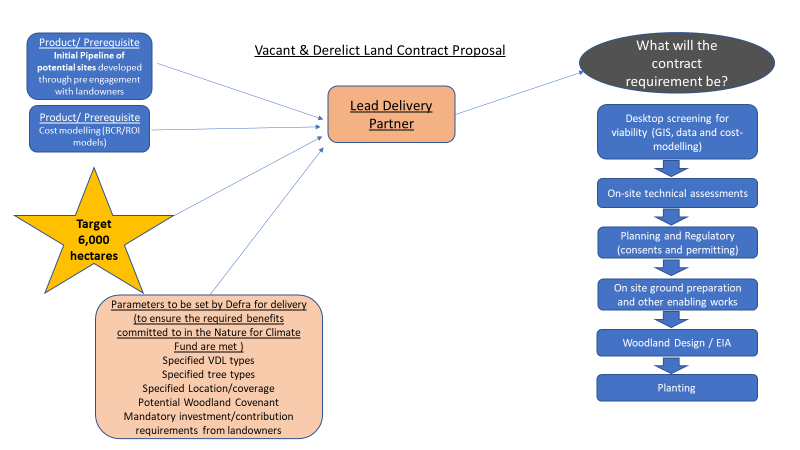 Vacant & Derelict Land Contract Proposal
Product/ Prerequisite
Initial Pipeline of
potential sites developed
through pre engagement
with landowners
Product/ Prerequisite
Cost modelling (BCR/ROI
models)
Target
6,000
hectares
Parameters to be set by Defra for delivery
(to ensure the required benefits
committed to in the Nature for Climate
Fund are met )
Specified VDL types
Specified tree types
Specified Location/coverage
Potential Woodland Covenant
Mandatory investment/contribution
requirements from landowners
Lead Delivery
Partner
What will the
contract
requirement be?
Desktop screening for
viability (GIS, data and cost-
modelling)
On-site technical assessments
Planning and Regulatory
(consents and permitting)
On site ground preparation
and other enabling works
Woodland Design / EIA
Planting